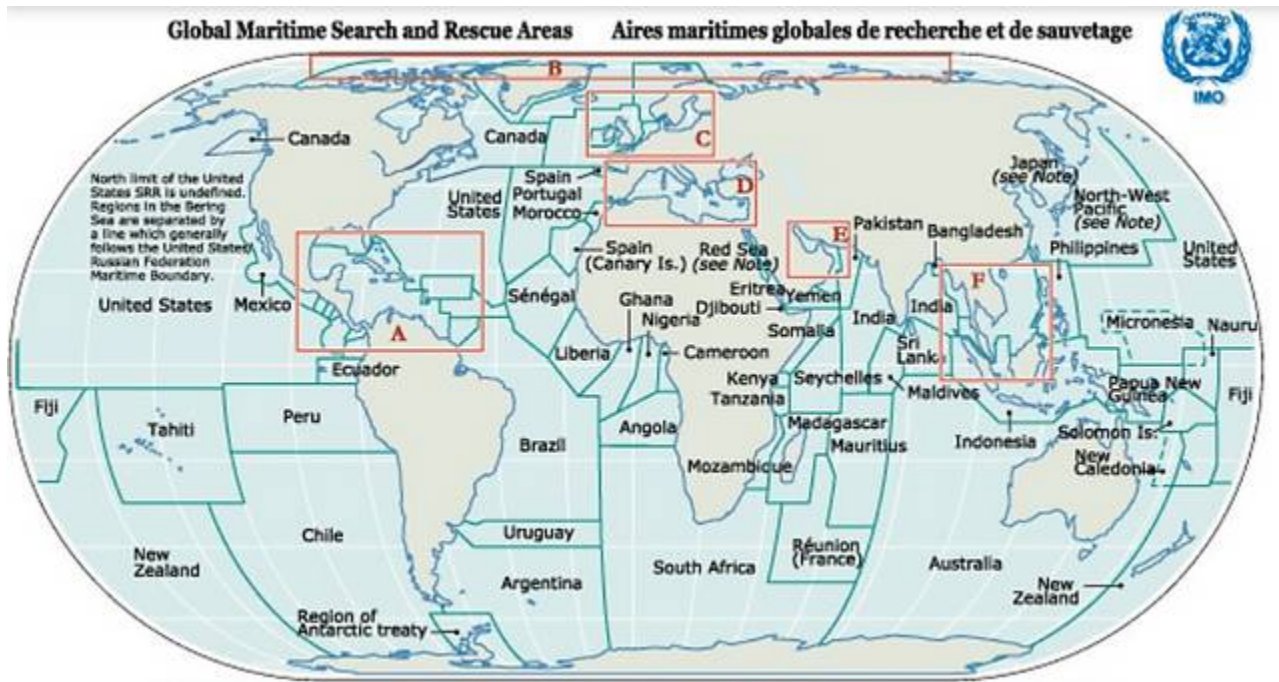 Global Maritime Search and Rescue Areas Aires maritimes globales de recherche et de sauvetage
IMO
B
Canada
Canada
C
North limit of the United
States SRR is undefined.
Regions in the Bering
Sea are separated by
a line which generally
follows the United States/
Russian Federation
Maritime Boundary.
United
States
Spain
Portugal
Morocco
D
Japan
(see Note)
North-West
Pacific
(see Note)
Pakistan
Bangladesh
Philippines
United
States
E
Spain
(Canary Is.)
Red Sea
(see Note)
F
United States
Mexico
A
Sénégal
Ghana
Nigeria
Eritrea
Djibouti
Yemen
Somalia
India
India
Sri
Lanka
Micronesia
Nauru
Liberia
Cameroon
Ecuador
Kenya
Tanzania
Seychelles
Maldives
Papua New
Guinea
Fiji
Fiji
Tahiti
Peru
Brazil
Angola
Madagascar
Mauritius
Indonesia
Solomon Is.
New
Caledonia
Mozambique
Chile
Uruguay
New
Zealand
Argentina
South Africa
Réunion
(France)
Australia
New
Zealand
Region of
Antarctic treaty